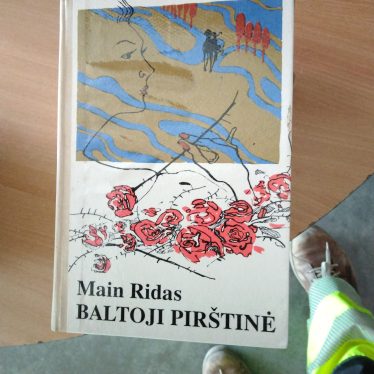 Main Ridas
BALTOJI PIRŠTINĖ